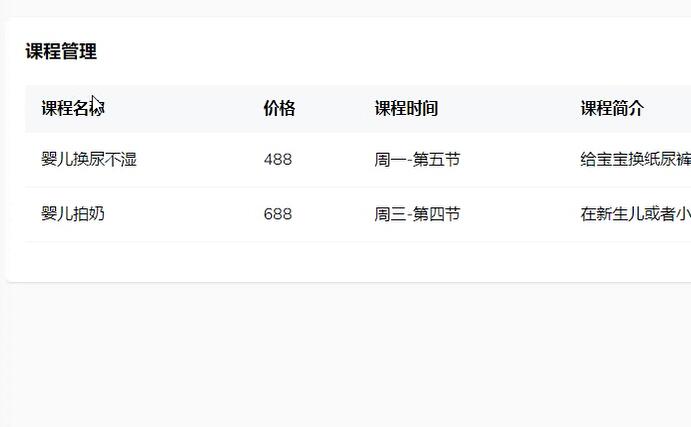 课程管理
课程名称 价格 课程时间 课程简介
婴儿换尿不湿 488 周一-第五节 给宝宝换纸尿裤
婴儿拍奶 688 周三-第四节 在新生儿或者小